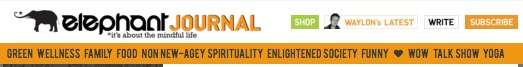 elephant JOURNAL
"it's about the mindful life
SHOP WAYLON'S LATEST WRITE SUBSCRIBE
GREEN WELLNESS FAMILY FOOD NON NEW-AGEY SPIRITUALITY ENLIGHTENED SOCIETY FUNNY ❤ WOW TALK SHOW YOGA